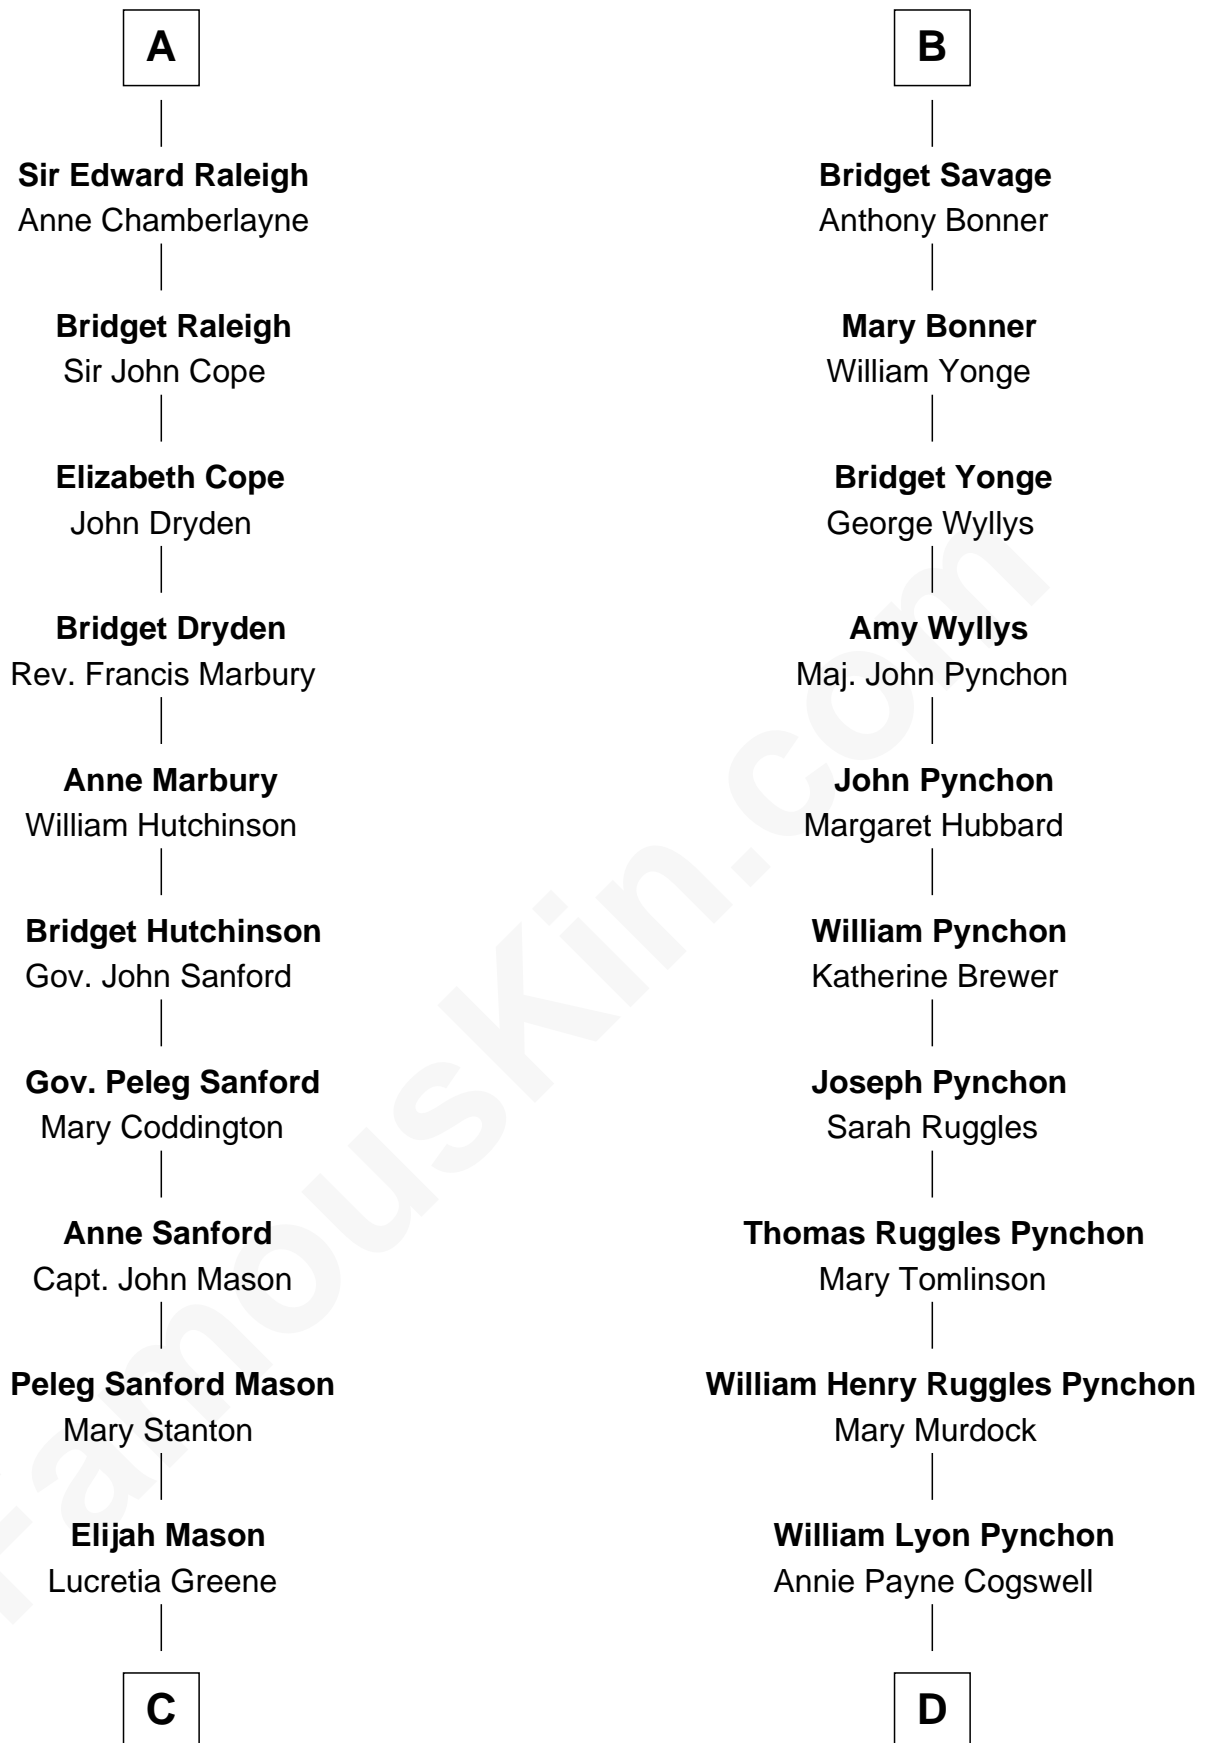 A
Sir Edward Raleigh
Anne Chamberlayne
Bridget Raleigh
Sir John Cope
Elizabeth Cope
John Dryden
Bridget Dryden
Rev. Francis Marbury
Anne Marbury
William Hutchinson
Bridget Hutchinson
Gov. John Sanford
Gov. Peleg Sanford
Mary Coddington
Anne Sanford
Capt. John Mason
Peleg Sanford Mason
Mary Stanton
Elijah Mason
Lucretia Greene
C
B
Bridget Savage
Anthony Bonner
Mary Bonner
William Yonge
Bridget Yonge
George Wyllys
Amy Wyllys
Maj. John Pynchon
John Pynchon
Margaret Hubbard
William Pynchon
Katherine Brewer
Joseph Pynchon
Sarah Ruggles
Thomas Ruggles Pynchon
Mary Tomlinson
William Henry Ruggles Pynchon
Mary Murdock
William Lyon Pynchon
Annie Payne Cogswell
D
FamousKin.com